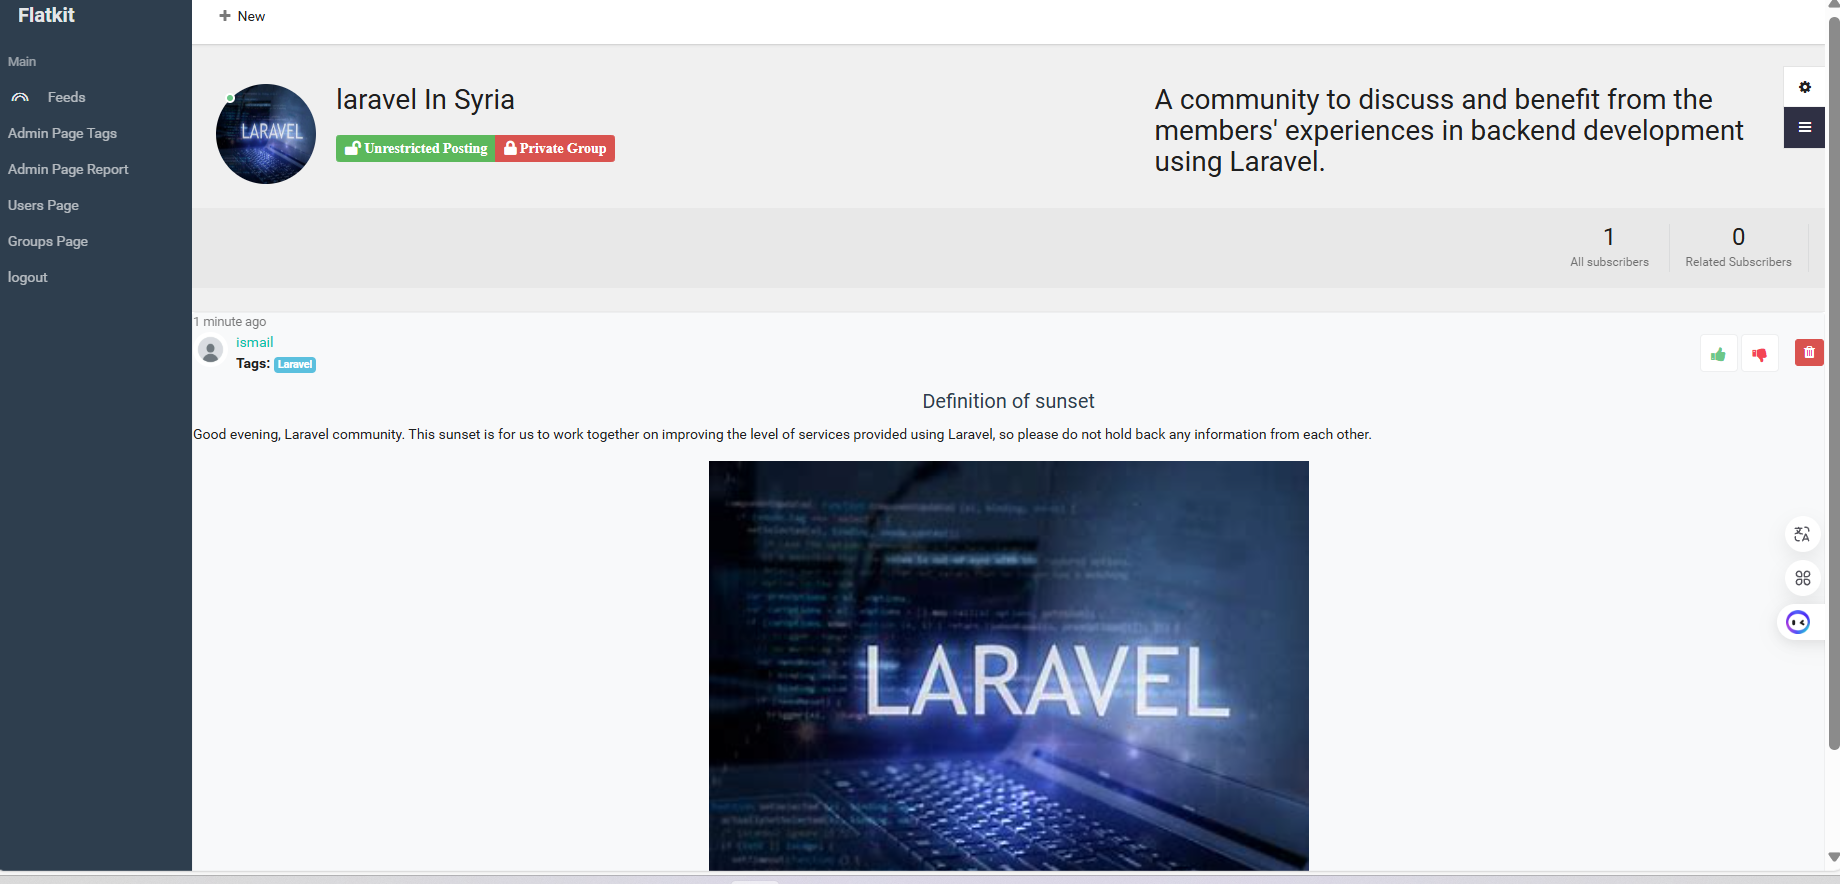 Flatkit
New
Main
Feeds
Admin Page Tags
Admin Page Report
Users Page
Groups Page
logout
LARAVEL
laravel In Syria
Unrestricted Posting
Private Group
A community to discuss and benefit from the
members' experiences in backend development
using Laravel.
1
All subscribers
0
Related Subscribers
1 minute ago
ismail
Tags: Laravel
Definition of sunset
Good evening, Laravel community. This sunset is for us to work together on improving the level of services provided using Laravel, so please do not hold back any information from each other.
LARAVEL